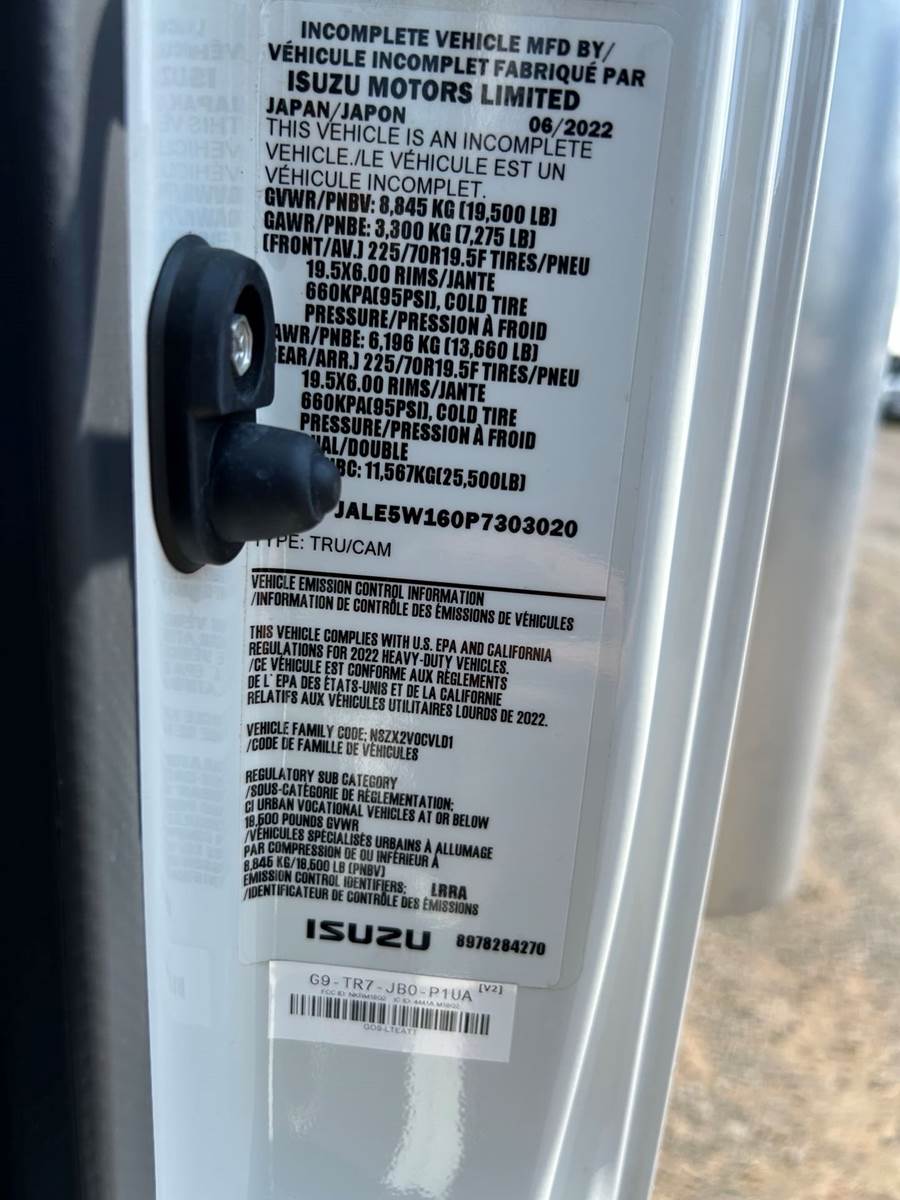 INCOMPLETE VEHICLE MFD BY/
VÉHICULE INCOMPLET FABRIQUÉ PAR
ISUZU MOTORS LIMITED
JAPAN/JAPON 06/2022
THIS VEHICLE IS AN INCOMPLETE
VEHICLE./LE VÉHICULE EST UN
VÉHICULE INCOMPLET.
GVWR/PNBV: 8,845 KG (19,500 LB)
GAWR/PNBE: 3,300 KG (7,275 LB)
(FRONT/AV.) 225/70R19.5F TIRES/PNEU
19.5X6.00 RIMS/JANTE
660KPA(95PSI), COLD TIRE
PRESSURE/PRESSION À FROID
AWR/PNBE: 6,196 KG (13,660 LB)
EAR/ARR.) 225/70R19.5F TIRES/PNEU
19.5X6.00 RIMS/JANTE
660KPA(95PSI), COLD TIRE
PRESSURE/PRESSION À FROID
UAL/DOUBLE
BC: 11,567KG(25,500LB)
JALE5W160P7303020
TYPE: TRU/CAM
VEHICLE EMISSION CONTROL INFORMATION
/INFORMATION DE CONTRÔLE DES ÉMISSIONS DE VÉHICULES
THIS VEHICLE COMPLIES WITH U.S. EPA AND CALIFORNIA
REGULATIONS FOR 2022 HEAVY-DUTY VEHICLES.
/CE VÉHICULE EST CONFORME AUX RÈGLEMENTS
DE L' EPA DES ÉTATS-UNIS ET DE LA CALIFORNIE
RELATIFS AUX VÉHICULES UTILITAIRES LOURDS DE 2022.
VEHICLE FAMILY CODE; NSZX2VOCVLD1
/CODE DE FAMILLE DE VÉHICULES
REGULATORY SUB CATEGORY
/SOUS-CATÉGORIE DE RÉGLEMENTATION;
CI URBAN VOCATIONAL VEHICLES AT OR BELOW
19,500 POUNDS GVWR
/VÉHICULES SPÉCIALISÉS URBAINS À ALLUMAGE
PAR COMPRESSION DE OU INFÉRIEUR À
8,845 KG/19,500 LB (PNBV)
EMISSION CONTROL IDENTIFIERS; LRRA
/IDENTIFICATEUR DE CONTRÔLE DES ÉMISSIONS
ISUZU 8978284270
G9-TR7-JB0-P1UA [V2]
FCC ID: IC ID:
GO9-LTEATT